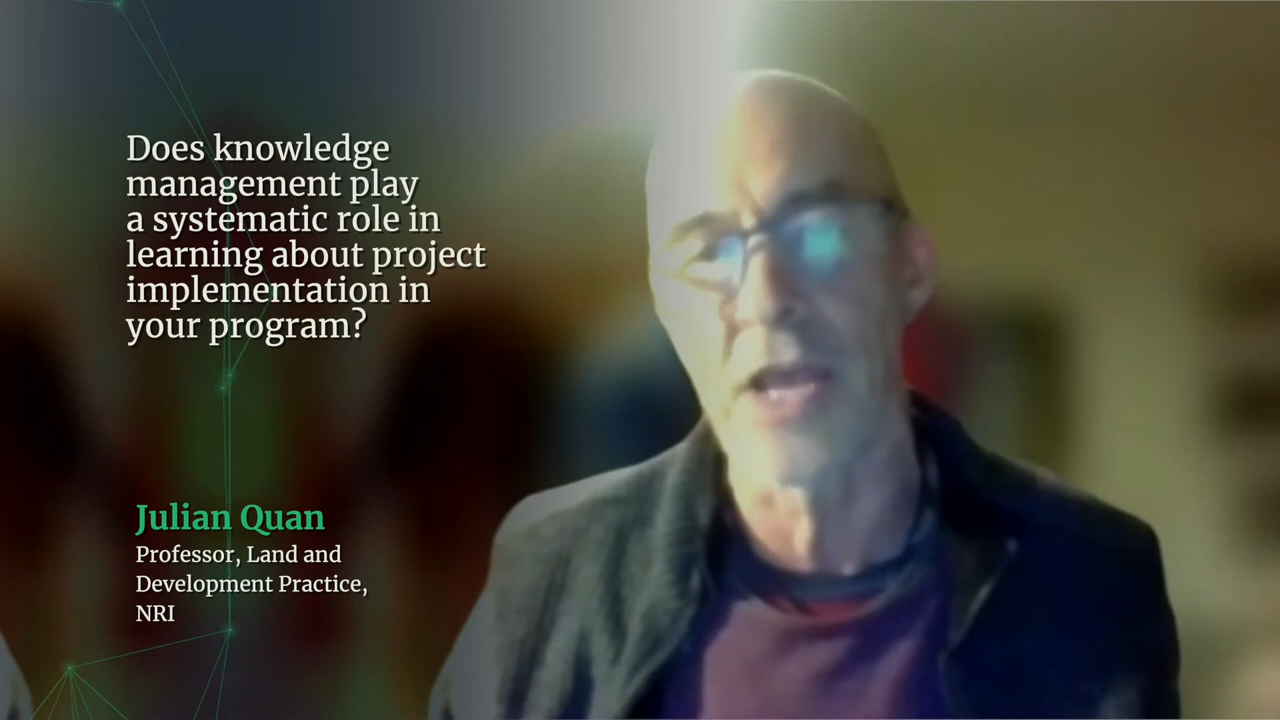 Does knowledge
management play
a systematic role in
learning about project
implementation in
your program?
Julian Quan
Professor, Land and
Development Practice,
NRI